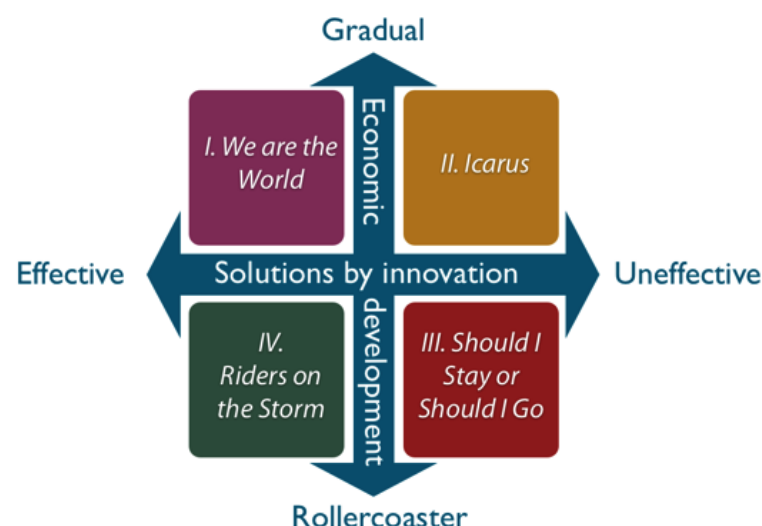 Gradual
Economic
I. We are the
World
II. Icarus
Effective
Solutions by innovation
Uneffective
development
IV.
Riders on
the Storm
III. Should I
Stay or
Should I Go
Rollercoaster